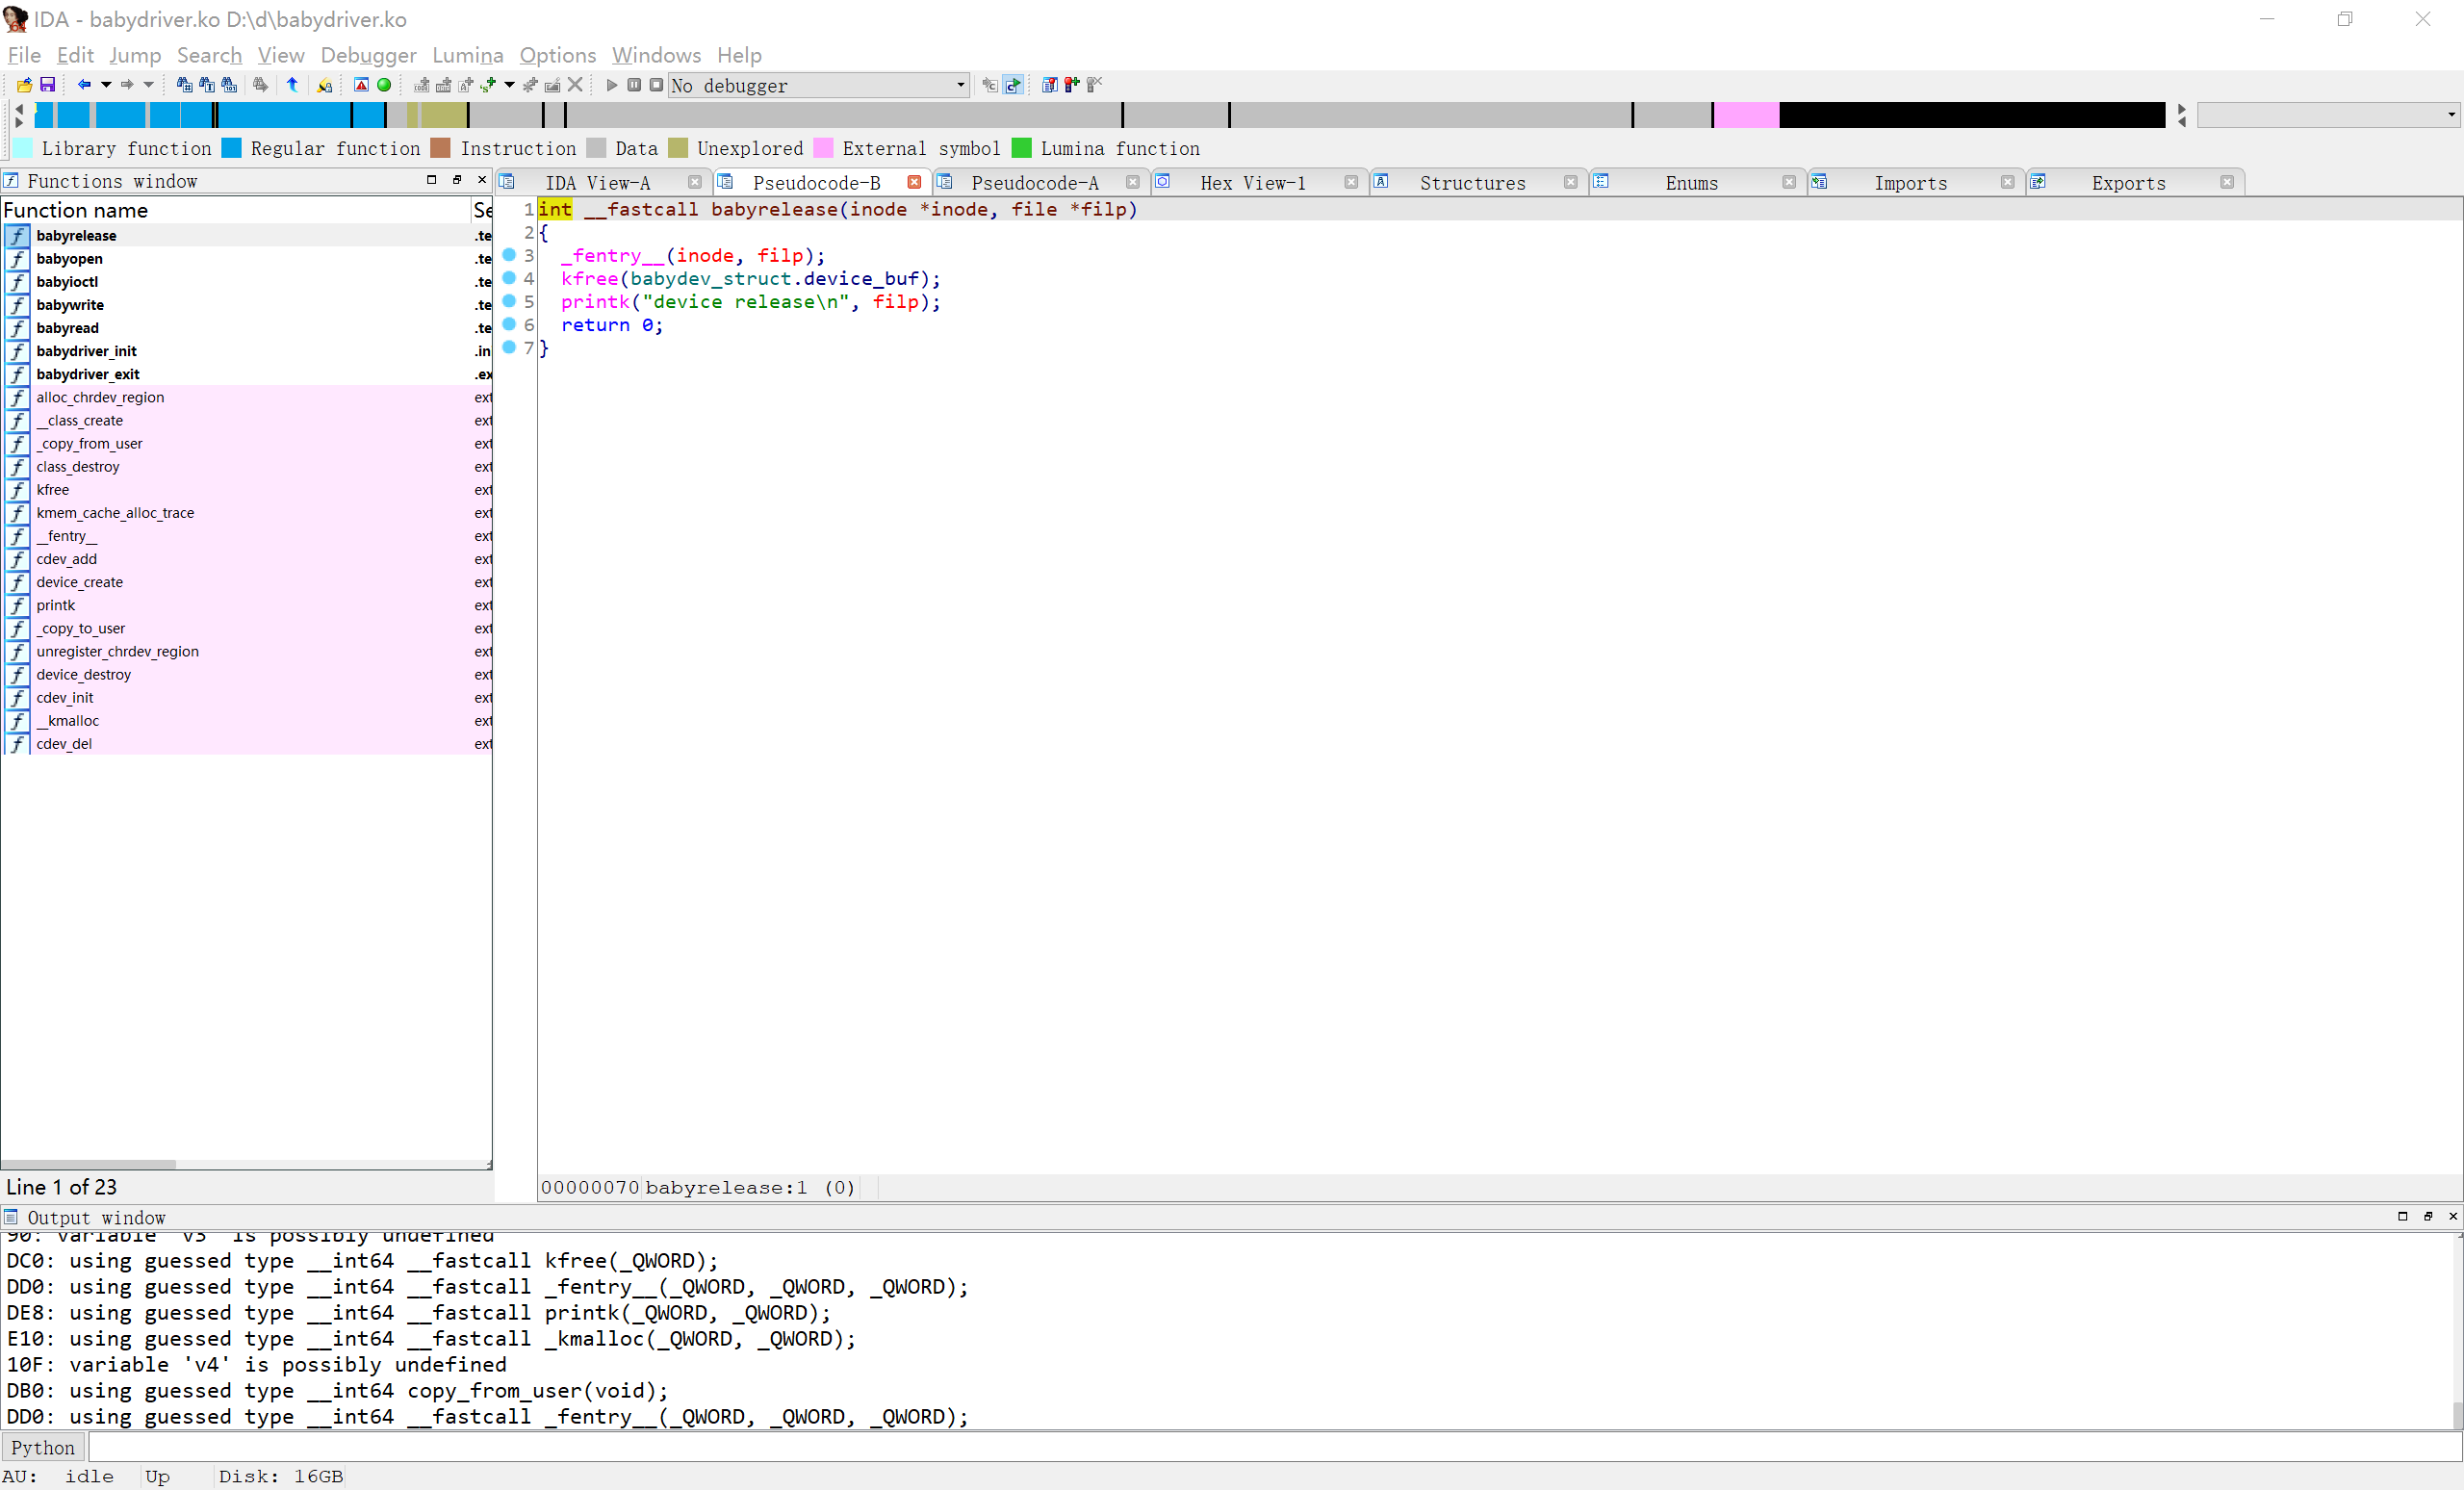 IDA - babydriver.ko D:\d\babydriver.ko
File Edit Jump Search View Debugger Lumina Options Windows Help
No debugger
Library function Regular function Instruction Data Unexplored External symbol Lumina function
Functions window
IDA View-A Pseudocode-B Pseudocode-A Hex View-1 Structures Enums Imports Exports
Function name Se
babyrelease .te
babyopen .te
babyioctl .te
babywrite .te
babyread .te
babydriver_init .in
babydriver_exit .ex
alloc_chrdev_region ext
__class_create ext
_copy_from_user ext
class_destroy ext
kfree ext
kmem_cache_alloc_trace ext
__fentry__ ext
cdev_add ext
device_create ext
printk ext
_copy_to_user ext
unregister_chrdev_region ext
device_destroy ext
cdev_init ext
__kmalloc ext
cdev_del ext
Line 1 of 23
1 int __fastcall babyrelease(inode *inode, file *filp)
2 {
3 _fentry__(inode, filp);
4 kfree(babydev_struct.device_buf);
5 printk("device release\n", filp);
6 return 0;
7 }
00000070 babyrelease:1 (0)
Output window
90: variable 'v3' is possibly undefined
DC0: using guessed type __int64 __fastcall kfree(_QWORD);
DD0: using guessed type __int64 __fastcall _fentry__(_QWORD, _QWORD, _QWORD);
DE8: using guessed type __int64 __fastcall printk(_QWORD, _QWORD);
E10: using guessed type __int64 __fastcall _kmalloc(_QWORD, _QWORD);
10F: variable 'v4' is possibly undefined
DB0: using guessed type __int64 copy_from_user(void);
DD0: using guessed type __int64 __fastcall _fentry__(_QWORD, _QWORD, _QWORD);
Python
AU: idle Up Disk: 16GB